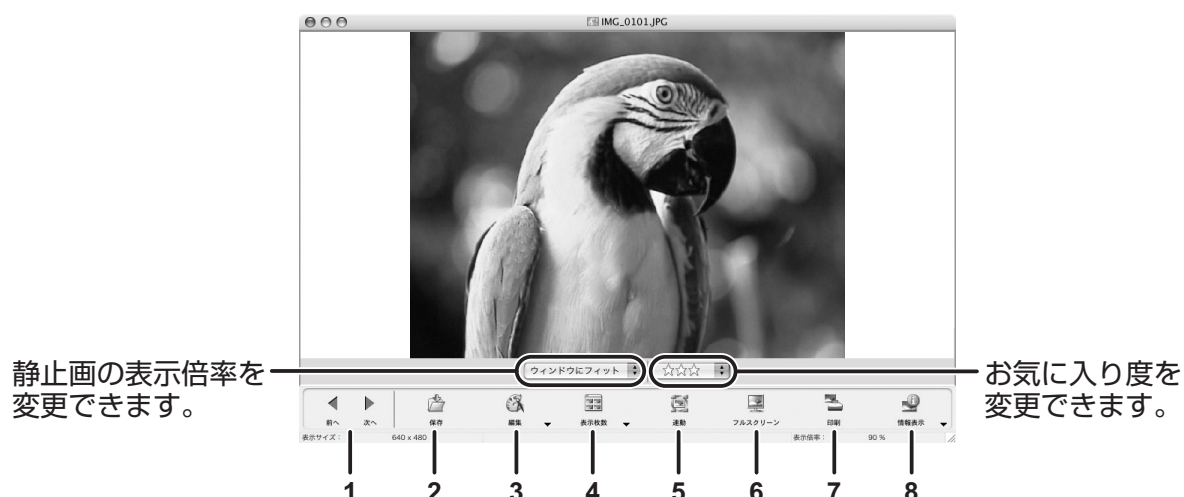 IMG_0101.JPG
静止画の表示倍率を
変更できます。
ウィンドウにフィット
☆☆☆
お気に入り度を
変更できます。
前へ 次へ 保存 編集 表示枚数 連動 フルスクリーン 印刷 情報表示
表示サイズ： 640 x 480 表示倍率： 90 %
1 2 3 4 5 6 7 8